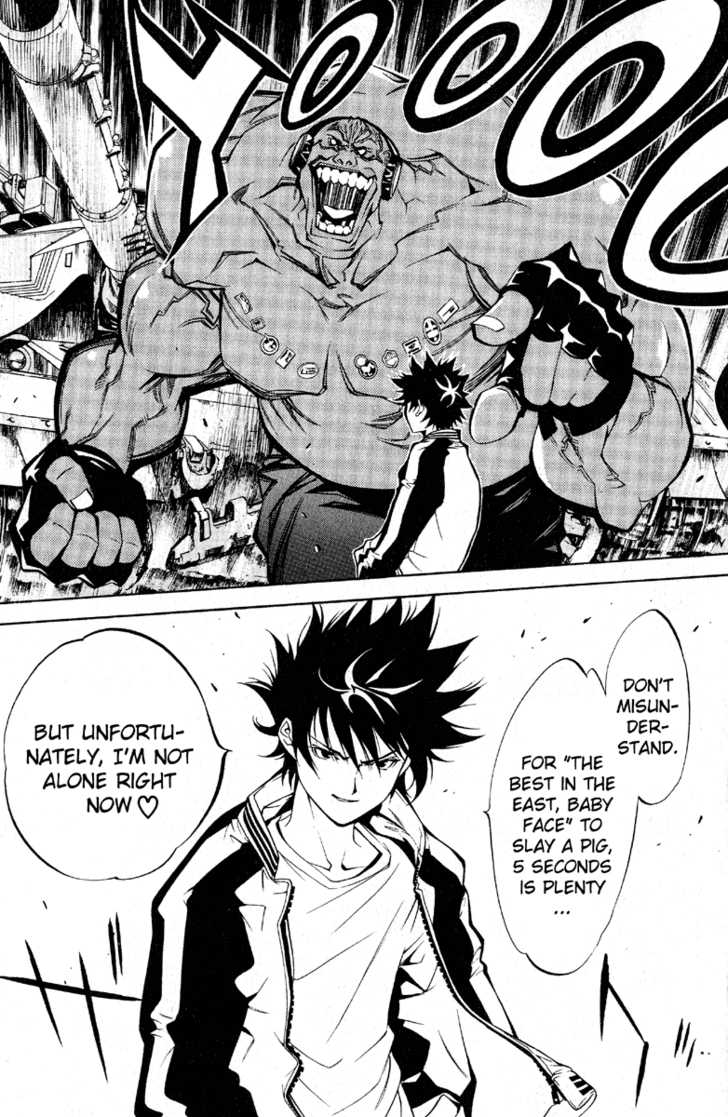 YOOOO
DON'T
MISUN-
DER-
STAND.
FOR "THE
BEST IN THE
EAST, BABY
FACE" TO
SLAY A PIG,
5 SECONDS
IS PLENTY
...
BUT UNFORTU-
NATELY, I'M NOT
ALONE RIGHT
NOW♡